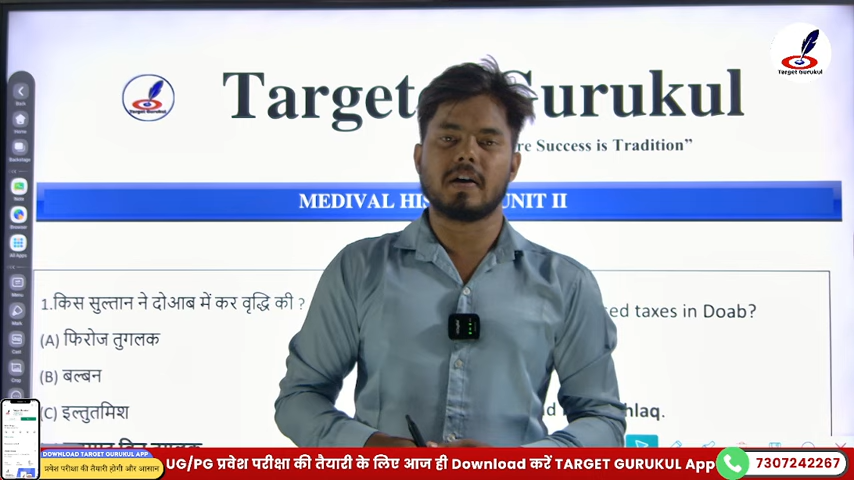 Target Gurukul
Target Gurukul
re Success is Tradition”
MEDIVAL HIS UNIT II
1.किस सुल्तान ने दोआब में कर वृद्धि की ?
ed taxes in Doab?
(A) फिरोज तुगलक
(B) बल्बन
(C) इल्तुतमिश
hlaq.
Back
Home
Backstage
Note
Browser
All Apps
Menu
Mark
Cast
Crop
DOWNLOAD TARGET GURUKUL APP
प्रवेश परीक्षा की तैयारी होगी और आसान
UG/PG प्रवेश परीक्षा की तैयारी के लिए आज ही Download करें TARGET GURUKUL App
7307242267